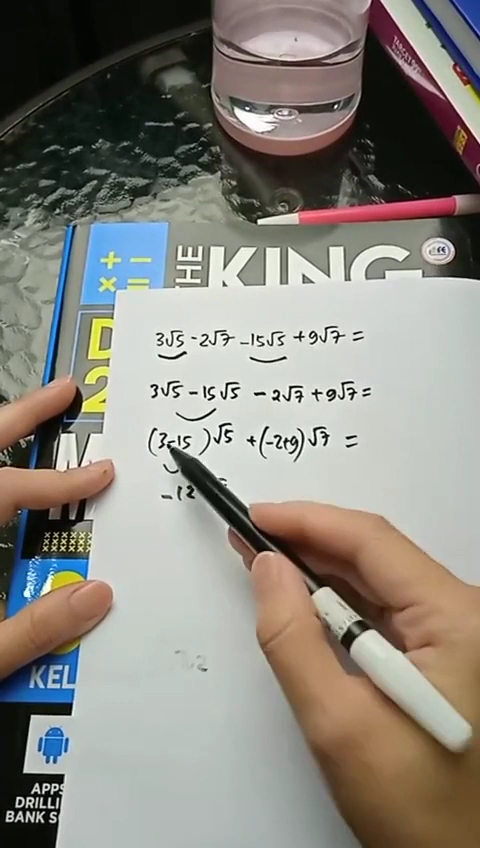 THE KING
3√5 - 2√7 - 15√5 + 9√7 =
3√5 - 15√5 - 2√7 + 9√7 =
(3-15)√5 + (-2+9)√7 =
-12
KEL
APPS
BANK